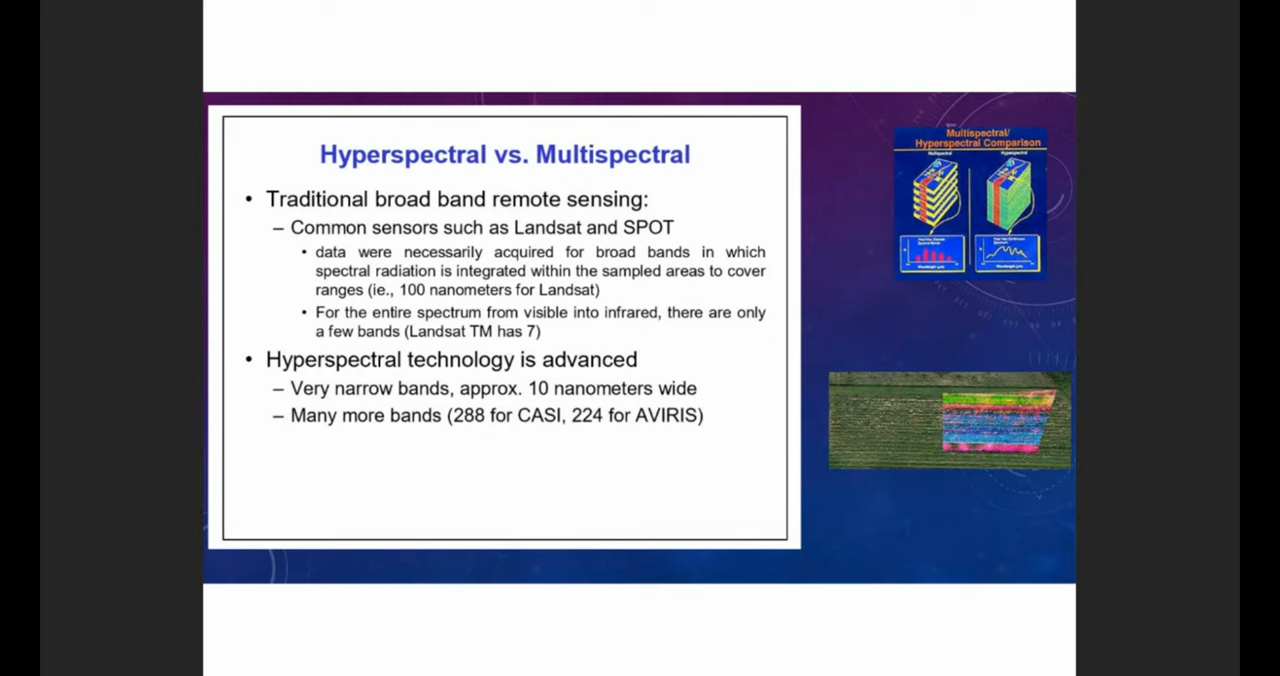 Hyperspectral vs. Multispectral
• Traditional broad band remote sensing:
– Common sensors such as Landsat and SPOT
• data were necessarily acquired for broad bands in which
spectral radiation is integrated within the sampled areas to cover
ranges (ie., 100 nanometers for Landsat)
• For the entire spectrum from visible into infrared, there are only
a few bands (Landsat TM has 7)
• Hyperspectral technology is advanced
– Very narrow bands, approx. 10 nanometers wide
– Many more bands (288 for CASI, 224 for AVIRIS)
Multispectral/
Hyperspectral Comparison
Multispectral
Hyperspectral